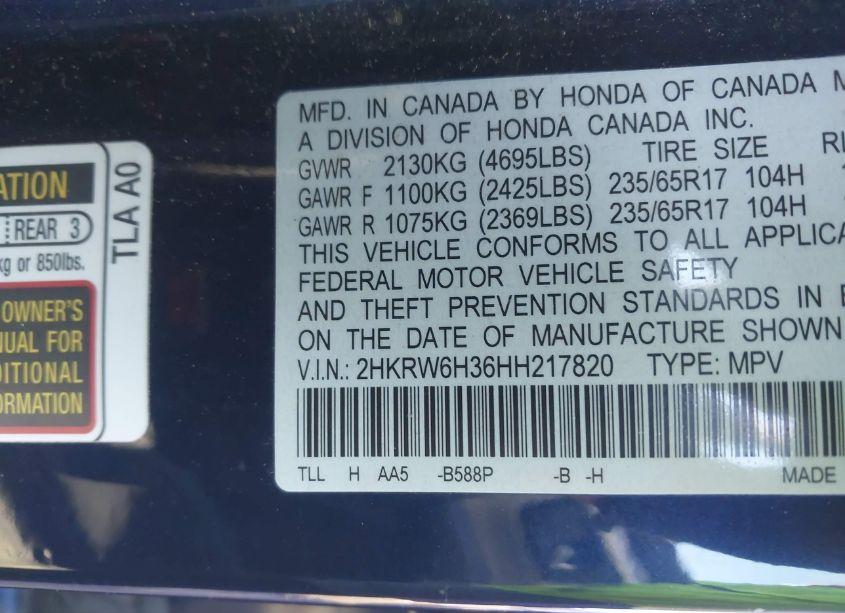 ATION
REAR 3
kg or 850lbs.
OWNER'S
UAL FOR
DITIONAL
ORMATION
TLA A0
MFD. IN CANADA BY HONDA OF CANADA M
A DIVISION OF HONDA CANADA INC.
GVWR 2130KG (4695LBS) TIRE SIZE RI
GAWR F 1100KG (2425LBS) 235/65R17 104H 1
GAWR R 1075KG (2369LBS) 235/65R17 104H
THIS VEHICLE CONFORMS TO ALL APPLICA
FEDERAL MOTOR VEHICLE SAFETY
AND THEFT PREVENTION STANDARDS IN E
ON THE DATE OF MANUFACTURE SHOWN
V.I.N.: 2HKRW6H36HH217820 TYPE: MPV
TLL H AA5 -B588P -B -H MADE